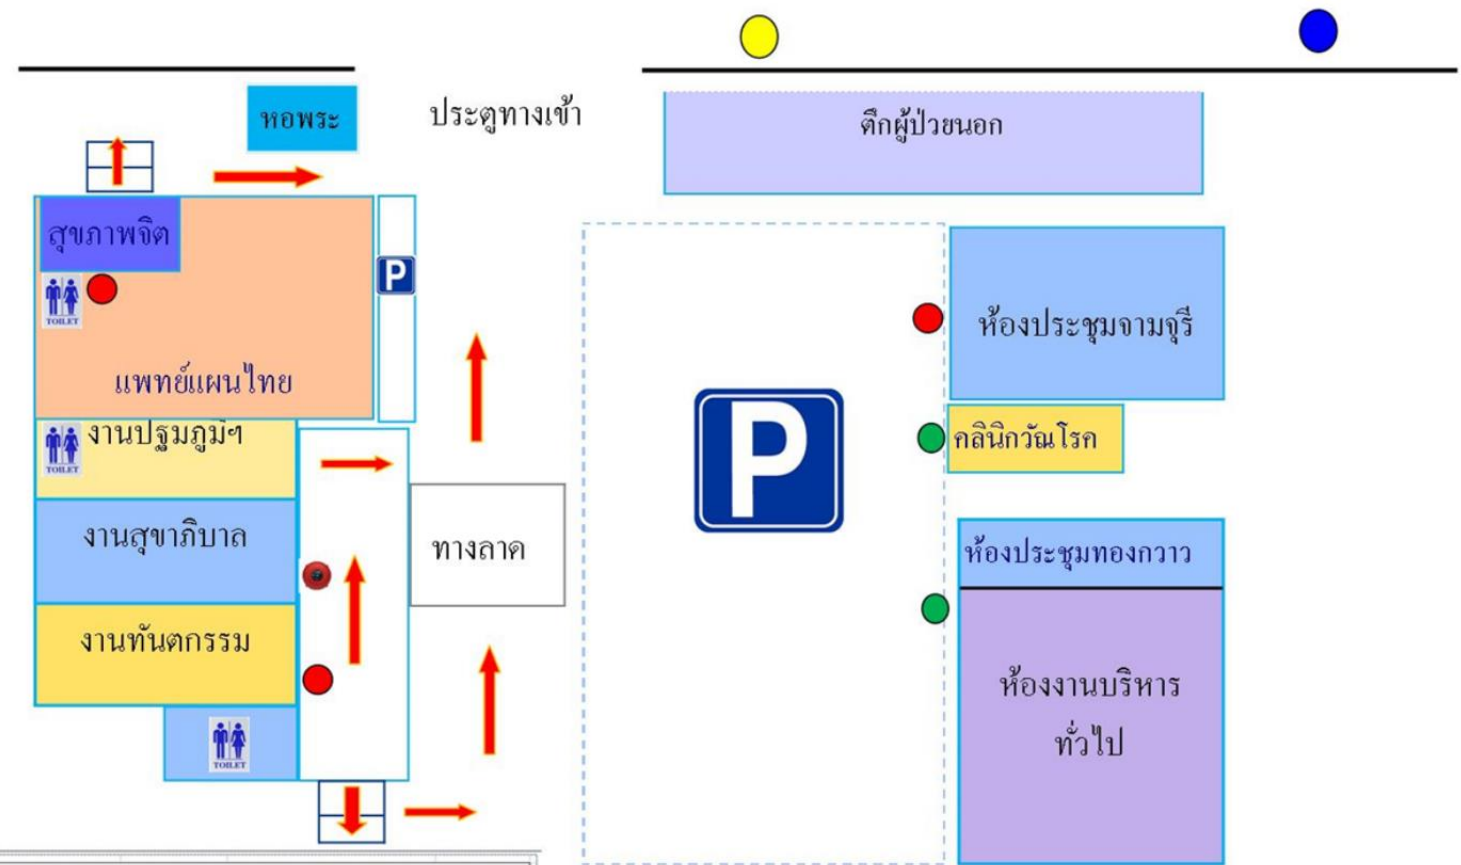 หอพระ
ประตูทางเข้า
ตึกผู้ป่วยนอก
สุขภาพจิต
TOILET
P
แพทย์แผนไทย
ห้องประชุมจามจุรี
งานปฐมภูมิฯ
TOILET
P
คลินิกวัณโรค
งานสุขาภิบาล
ทางลาด
ห้องประชุมทองกวาว
งานทันตกรรม
ห้องงานบริหาร
ทั่วไป
TOILET